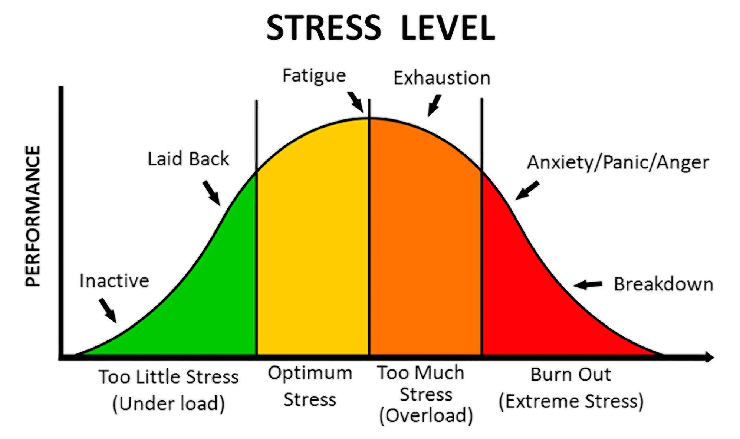 STRESS LEVEL
Fatigue
Exhaustion
Laid Back
Anxiety/Panic/Anger
PERFORMANCE
Inactive
Breakdown
Too Little Stress
(Under load)
Optimum
Stress
Too Much
Stress
(Overload)
Burn Out
(Extreme Stress)